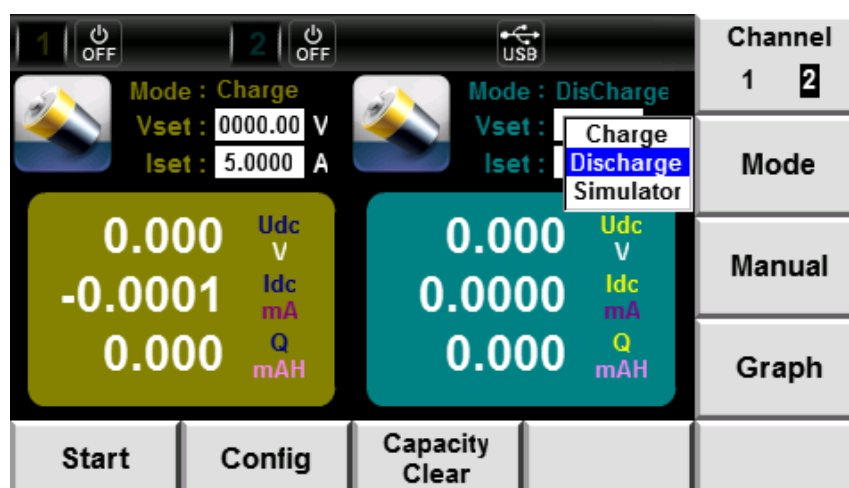 1 OFF 2 OFF USB
Channel
1 2
Mode : Charge
Vset : 0000.00 V
Iset : 5.0000 A
Mode : DisCharge
Vset :
Iset :
Charge
Discharge
Simulator
0.000 Udc V
-0.0001 Idc mA
0.000 Q mAH
0.000 Udc V
0.0000 Idc mA
0.000 Q mAH
Mode
Manual
Graph
Start
Config
Capacity
Clear